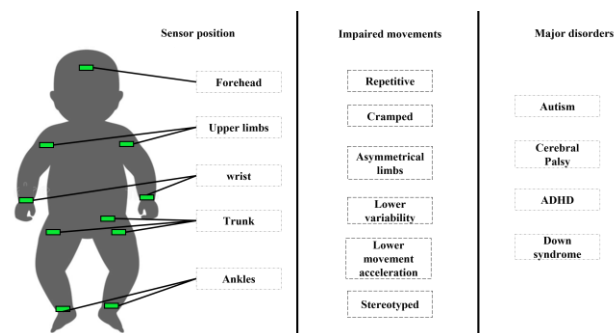 Sensor position
Forehead
Upper limbs
wrist
Trunk
Ankles
Impaired movements
Repetitive
Cramped
Asymmetrical
limbs
Lower
variability
Lower
movement
acceleration
Stereotyped
Major disorders
Autism
Cerebral
Palsy
ADHD
Down
syndrome